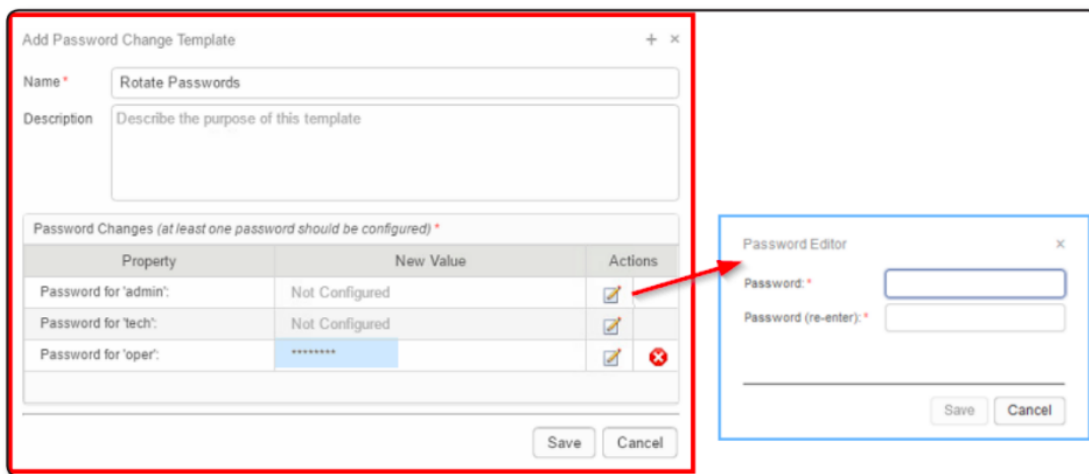 Add Password Change Template + ×
Name * Rotate Passwords
Description Describe the purpose of this template
Password Changes (at least one password should be configured) *
Property New Value Actions
Password for 'admin': Not Configured
Password for 'tech': Not Configured
Password for 'oper': ********
Save Cancel
Password Editor ×
Password: *
Password (re-enter): *
Save Cancel